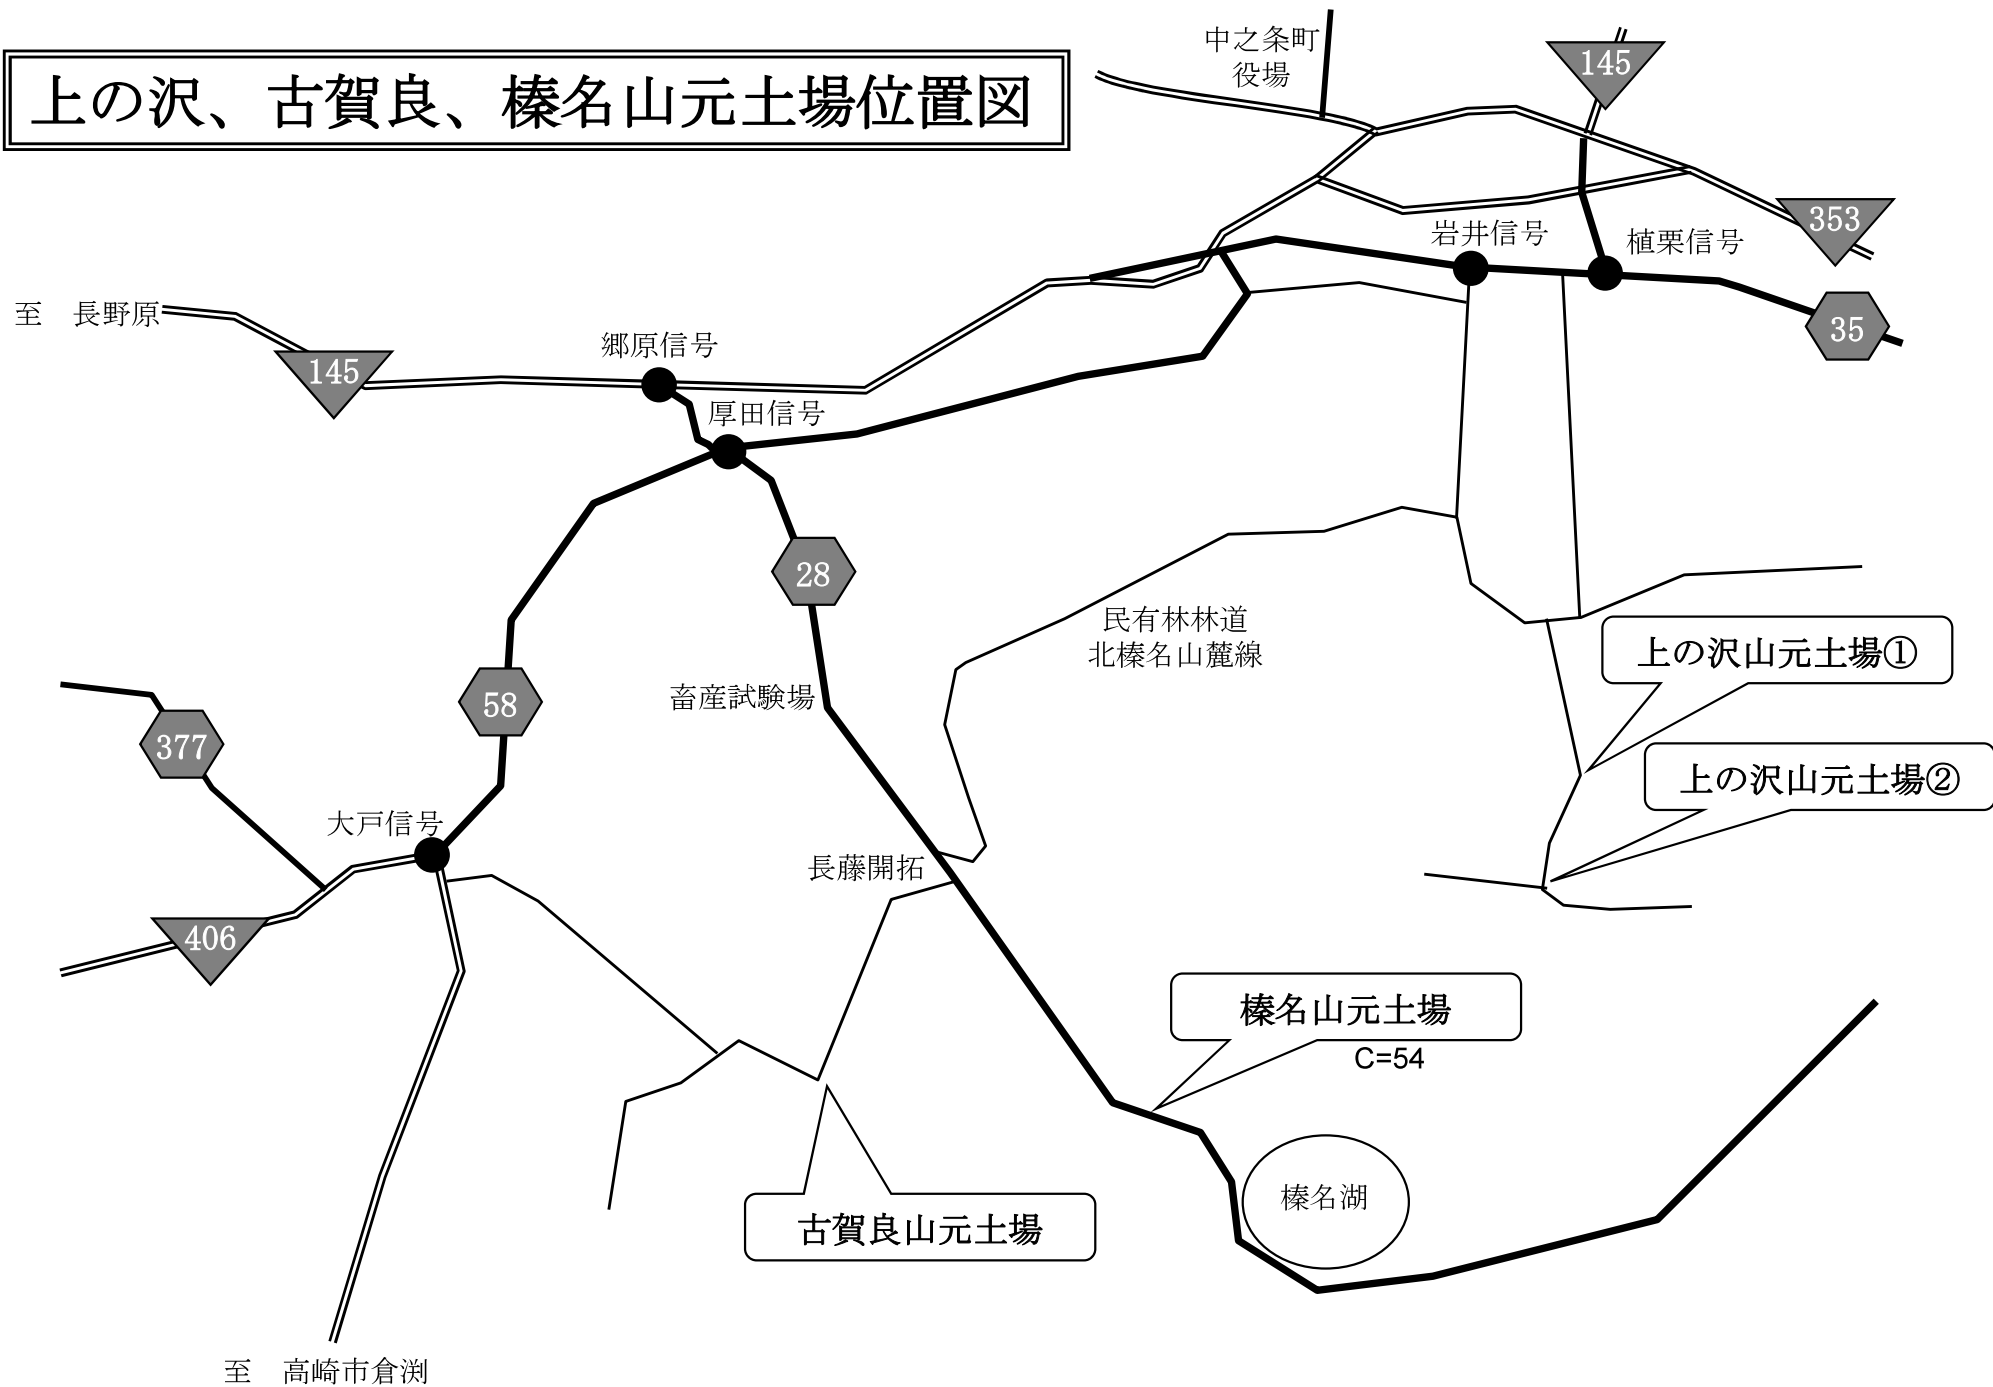 中之条町
役場
145
上の沢、古賀良、榛名山元土場位置図
353
岩井信号
植栗信号
至　長野原
35
郷原信号
145
厚田信号
28
民有林林道
北榛名山麓線
上の沢山元土場①
畜産試験場
58
377
上の沢山元土場②
大戸信号
長藤開拓
406
榛名山元土場
C=54
榛名湖
古賀良山元土場
至　高崎市倉渕